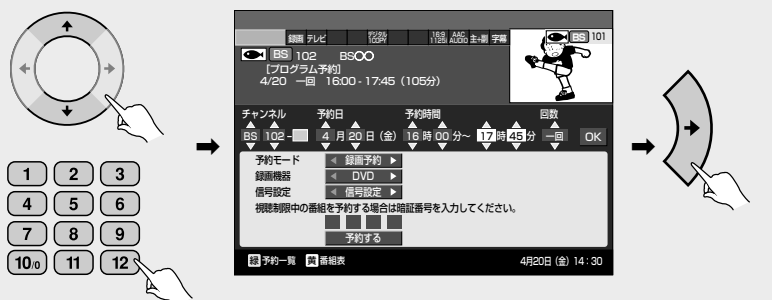 録画 テレビ デジタル 1COPY 16:9 1125i AAC AUDIO 主+副 字幕
BS 101
BS 102 BS〇〇
[プログラム予約]
4/20 一回 16:00 - 17:45 (105分)
チャンネル 予約日 予約時間 回数
BS 102 - 4 月 20 日 (金) 16 時 00 分~ 17 時 45 分 一回 OK
予約モード 録画予約
録画機器 DVD
信号設定 信号設定
視聴制限中の番組を予約する場合は暗証番号を入力してください。
予約する
緑 予約一覧 黄 番組表 4月20日 (金) 14:30
1 2 3
4 5 6
7 8 9
10/0 11 12